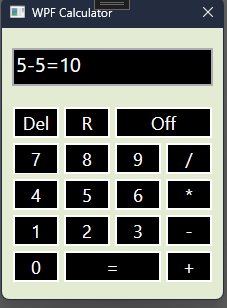 WPF Calculator
5-5=10
Del R Off
7 8 9 /
4 5 6 *
1 2 3 -
0 = +